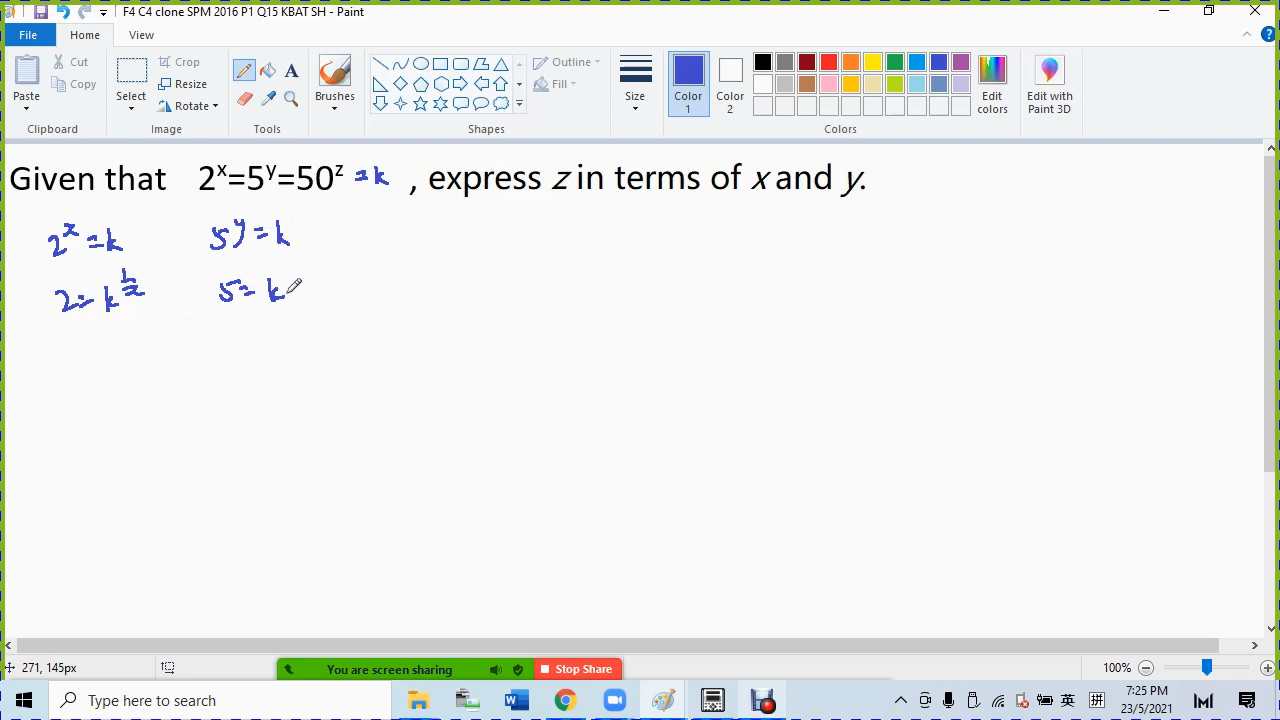 F4 C4 clone SPM 2016 P1 Q15 KBAT SH - Paint
File Home View
Paste Cut Copy Select Crop Resize Rotate Brushes Size Outline Fill Color 1 Color 2 Edit colors Edit with Paint 3D
Clipboard Image Tools Shapes Colors
Given that 2ˣ=5ʸ=50ᶻ =k , express z in terms of x and y.
2ˣ =k 5ʸ =k
2= k^(1/x) 5= k
271, 145px 100%
You are screen sharing Stop Share
Type here to search W 英 拼 7:25 PM
23/5/2021